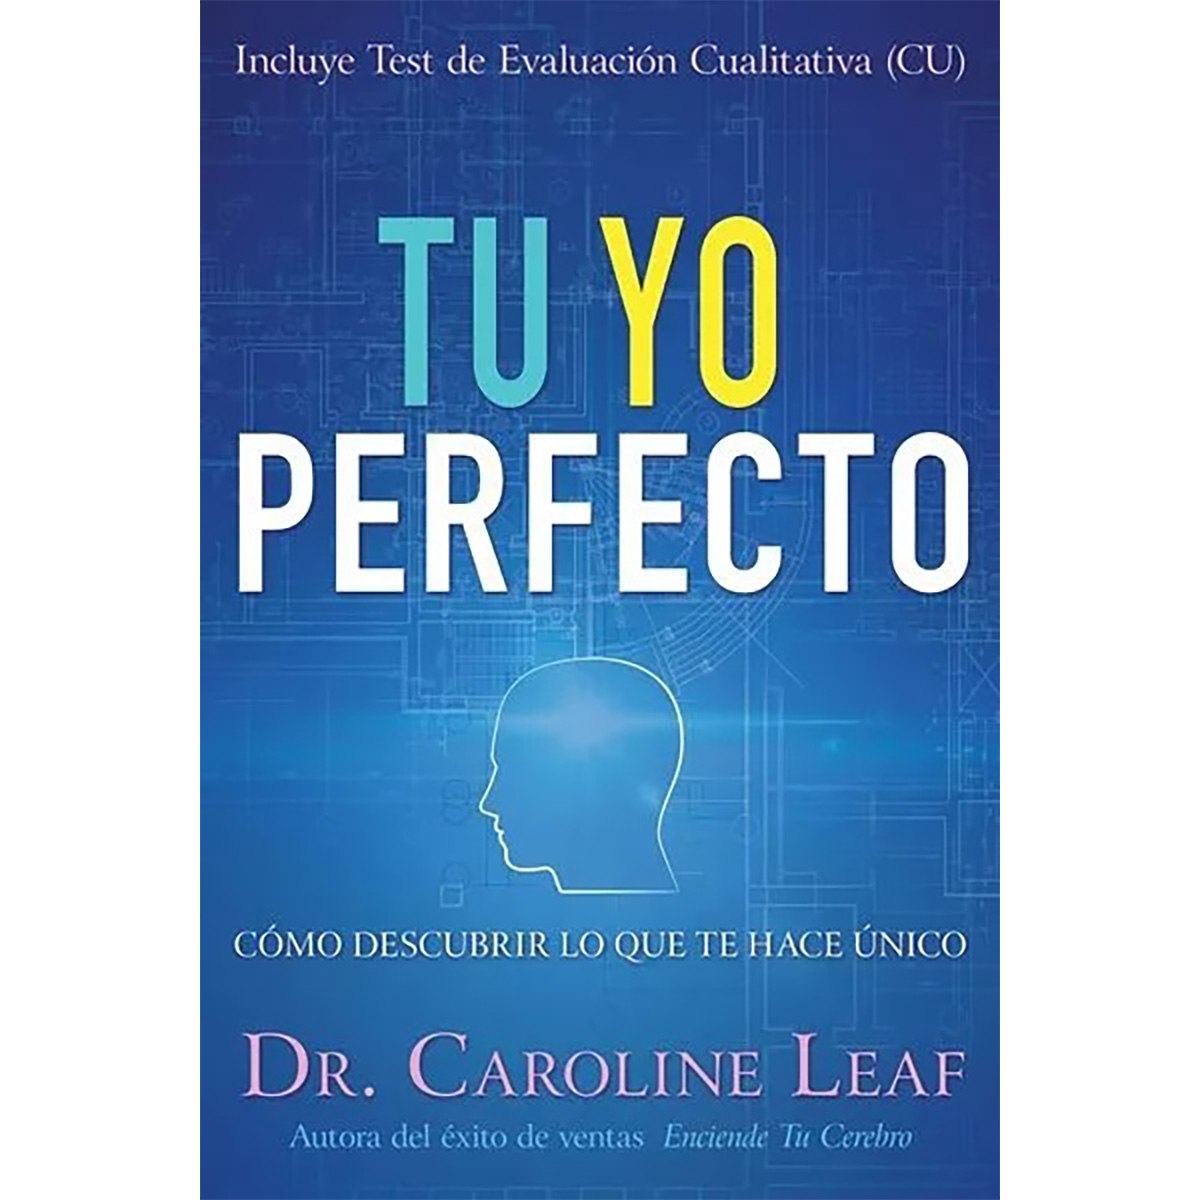 Incluye Test de Evaluación Cualitativa (CU)
TU YO
PERFECTO
CÓMO DESCUBRIR LO QUE TE HACE ÚNICO
DR. CAROLINE LEAF
Autora del éxito de ventas Enciende Tu Cerebro